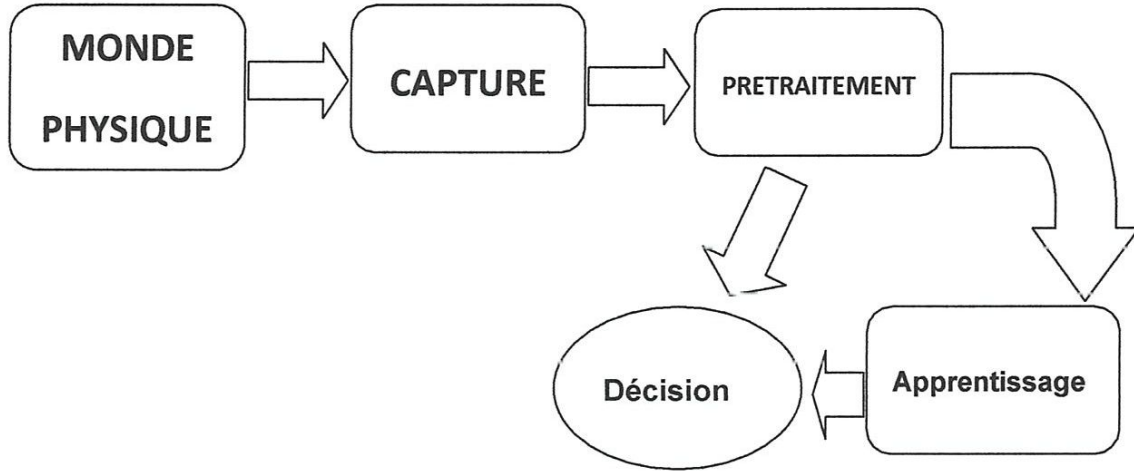 MONDE
PHYSIQUE
CAPTURE
PRETRAITEMENT
Décision
Apprentissage